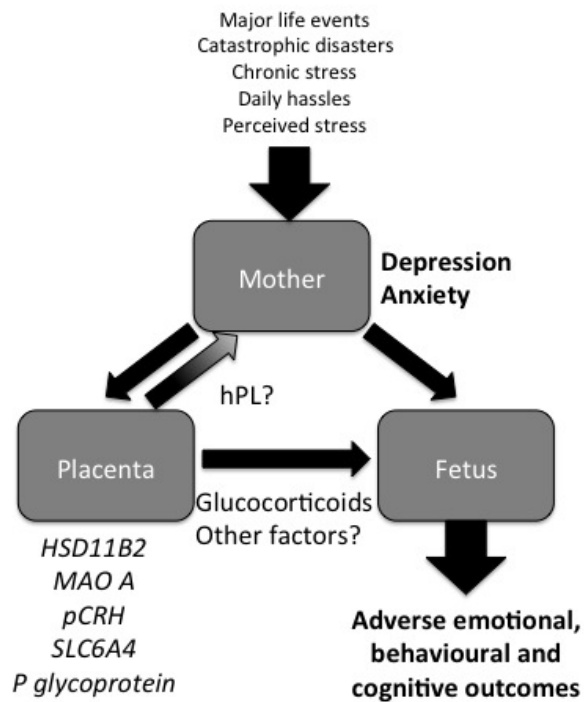 Major life events
Catastrophic disasters
Chronic stress
Daily hassles
Perceived stress
Mother
Depression
Anxiety
hPL?
Placenta
Fetus
Glucocorticoids
Other factors?
HSD11B2
MAO A
pCRH
SLC6A4
P glycoprotein
Adverse emotional,
behavioural and
cognitive outcomes